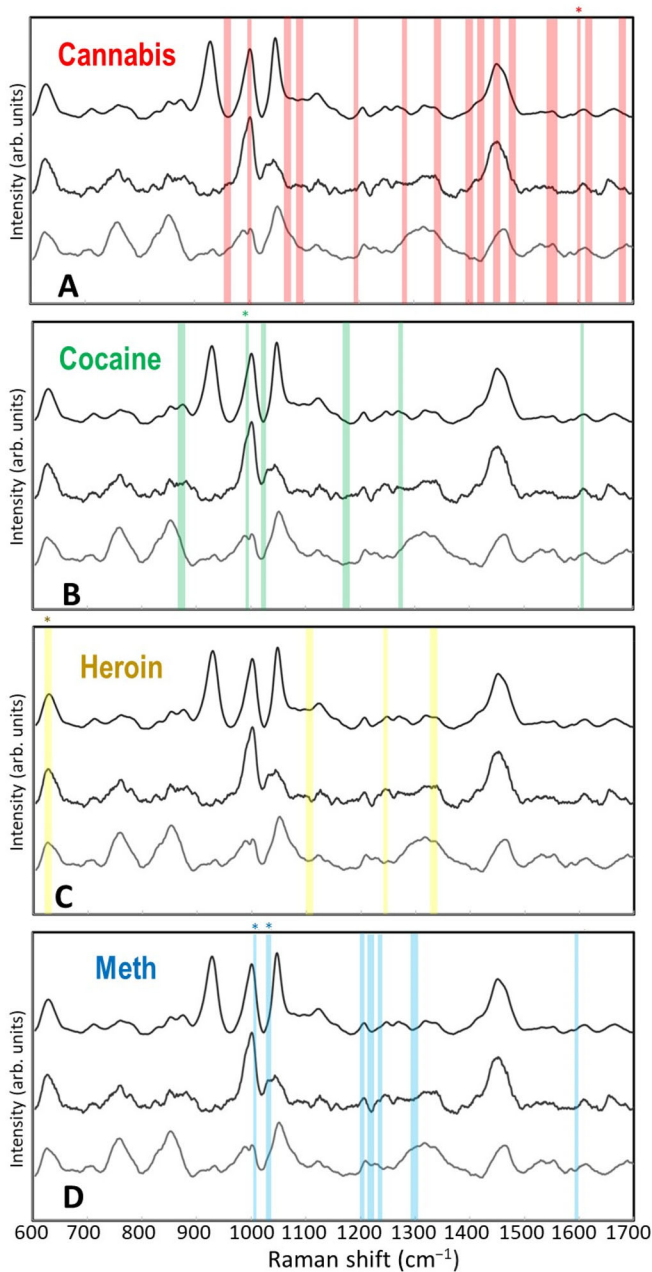 *
Cannabis
Intensity (arb. units)
A
*
Cocaine
Intensity (arb. units)
B
*
Heroin
Intensity (arb. units)
C
* *
Meth
Intensity (arb. units)
D
600 700 800 900 1000 1100 1200 1300 1400 1500 1600 1700
Raman shift (cm⁻¹)